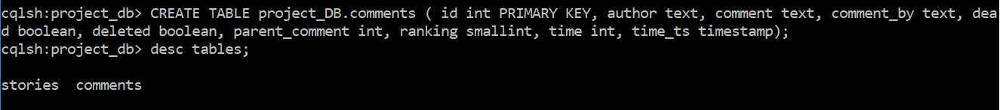 cqlsh:project_db> CREATE TABLE project_DB.comments ( id int PRIMARY KEY, author text, comment text, comment_by text, dea
d boolean, deleted boolean, parent_comment int, ranking smallint, time int, time_ts timestamp);
cqlsh:project_db> desc tables;
stories  comments